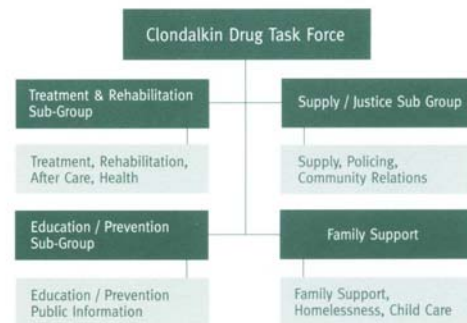 Clondalkin Drug Task Force
Treatment & Rehabilitation
Sub-Group
Supply / Justice Sub Group
Treatment, Rehabilitation,
After Care, Health
Supply, Policing,
Community Relations
Education / Prevention
Sub-Group
Family Support
Education / Prevention
Public Information
Family Support,
Homelessness, Child Care